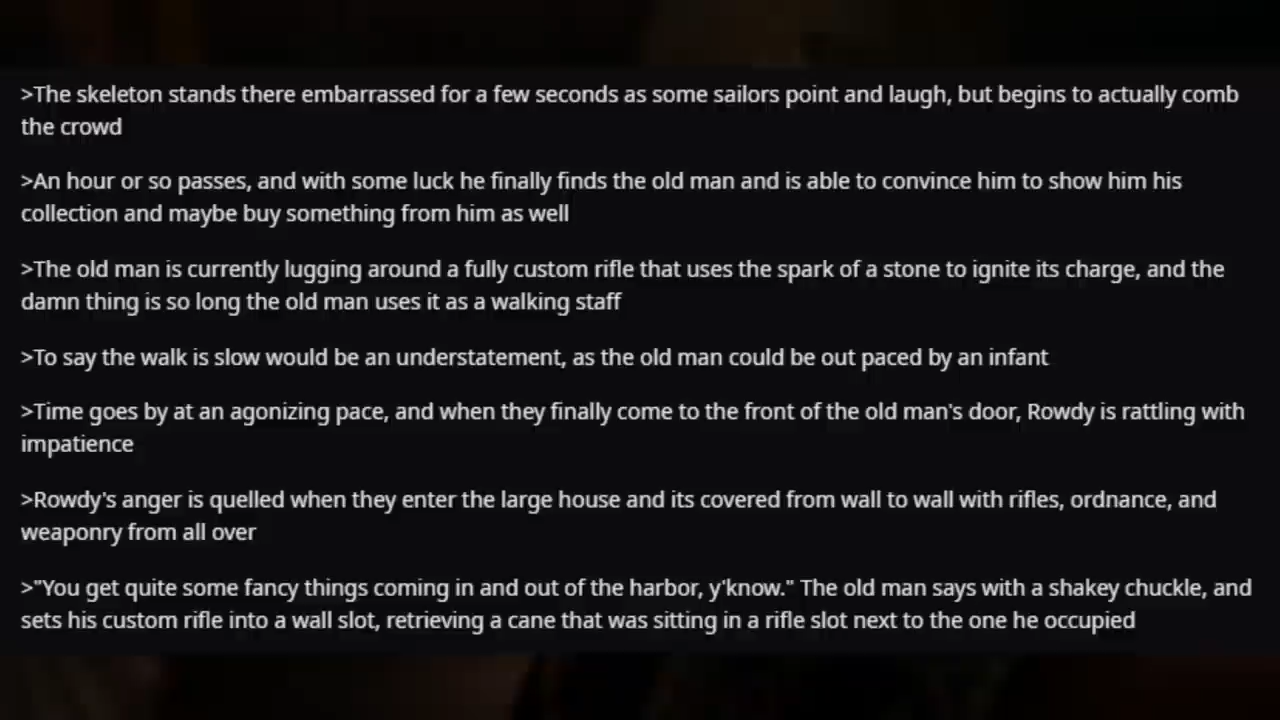 >The skeleton stands there embarrassed for a few seconds as some sailors point and laugh, but begins to actually comb
the crowd
>An hour or so passes, and with some luck he finally finds the old man and is able to convince him to show him his
collection and maybe buy something from him as well
>The old man is currently lugging around a fully custom rifle that uses the spark of a stone to ignite its charge, and the
damn thing is so long the old man uses it as a walking staff
>To say the walk is slow would be an understatement, as the old man could be out paced by an infant
>Time goes by at an agonizing pace, and when they finally come to the front of the old man's door, Rowdy is rattling with
impatience
>Rowdy's anger is quelled when they enter the large house and its covered from wall to wall with rifles, ordnance, and
weaponry from all over
>"You get quite some fancy things coming in and out of the harbor, y'know." The old man says with a shakey chuckle, and
sets his custom rifle into a wall slot, retrieving a cane that was sitting in a rifle slot next to the one he occupied